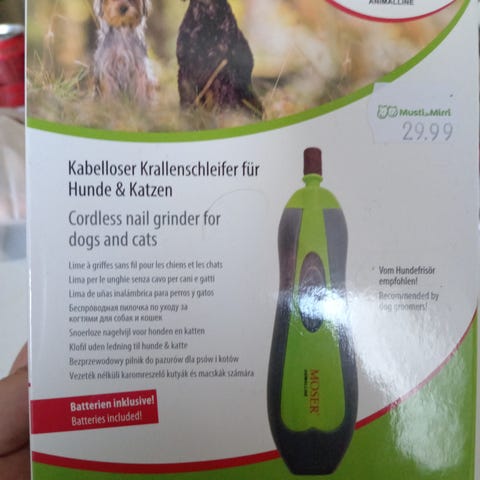 ANIMALLINE
Musti ja Mirri
29.99
Kabelloser Krallenschleifer für
Hunde & Katzen
Cordless nail grinder for
dogs and cats
Lime à griffes sans fil pour les chiens et les chats
Lima per le unghie senza cavo per cani e gatti
Lima de uñas inalámbrica para perros y gatos
Беспроводная пилочка по уходу за
когтями для собак и кошек
Snoerloze nagelvijl voor honden en katten
Klofil uden ledning til hunde & katte
Bezprzewodowy pilnik do pazurów dla psów i kotów
Vezeték nélküli karomreszelő kutyák és macskák számára
Vom Hundefrisör
empfohlen!
Recommended by
dog groomers!
MOSER
ANIMALLINE
Batterien inklusive!
Batteries included!